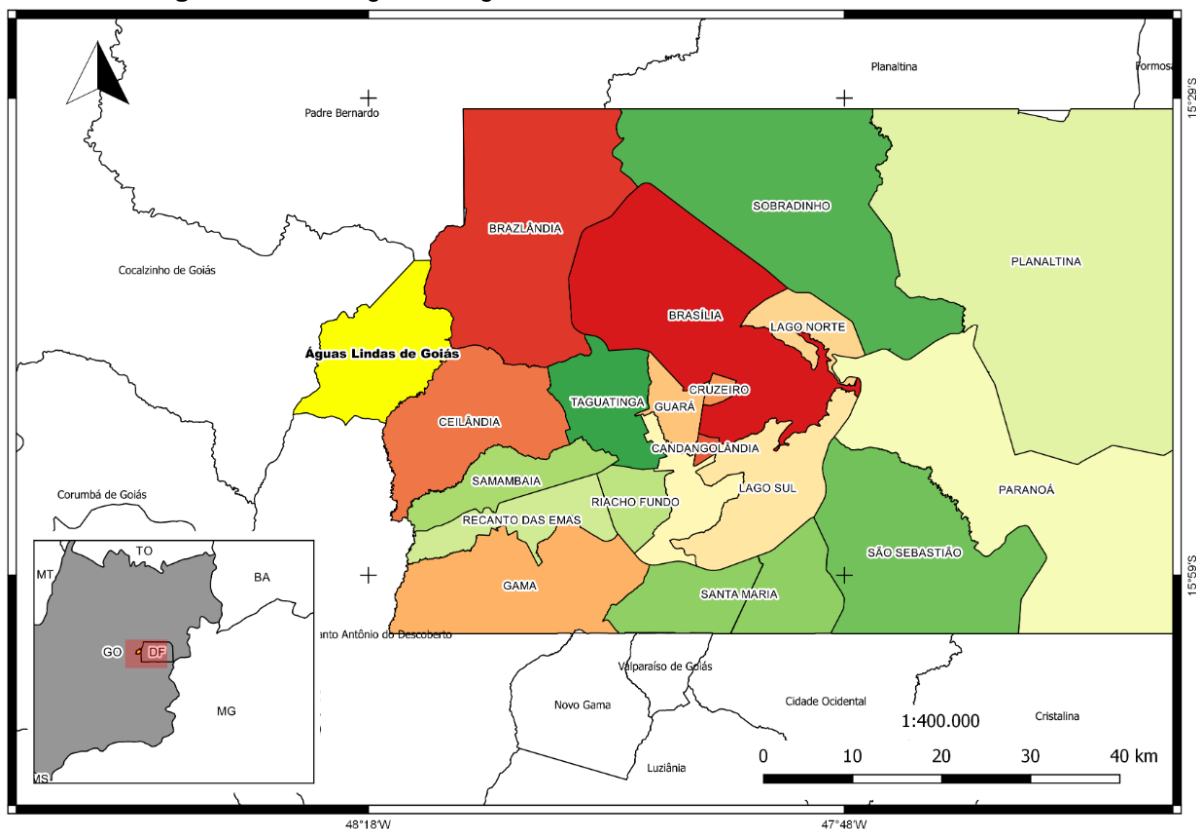 Planaltina
Formosa
Padre Bernardo
15°29'S
SOBRADINHO
BRAZLÂNDIA
PLANALTINA
Cocalzinho de Goiás
BRASÍLIA
LAGO NORTE
Águas Lindas de Goiás
CRUZEIRO
TAGUATINGA
GUARÁ
CEILÂNDIA
CANDANGOLÂNDIA
SAMAMBAIA
LAGO SUL
PARANOÁ
Corumbá de Goiás
RIACHO FUNDO
RECANTO DAS EMAS
SÃO SEBASTIÃO
TO
MT
BA
GAMA
SANTA MARIA
15°59'S
anto Antônio do Descoberto
GO
DF
Valparaíso de Goiás
MG
Novo Gama
Cidade Ocidental
Cristalina
1:400.000
Luziânia
0 10 20 30 40 km
MS
48°18'W
47°48'W